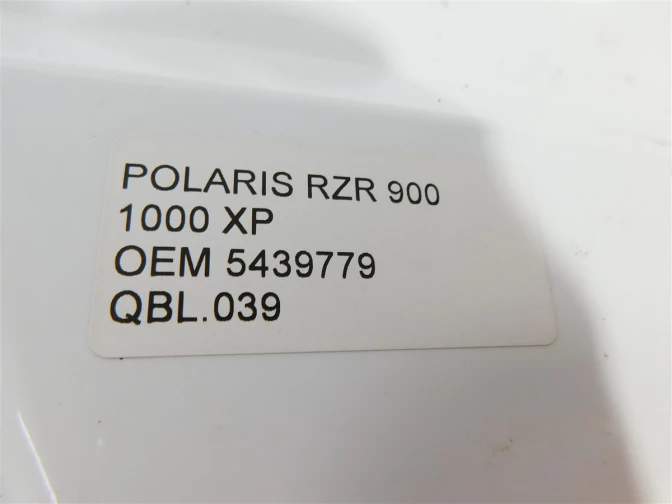 POLARIS RZR 900
1000 XP
OEM 5439779
QBL.039